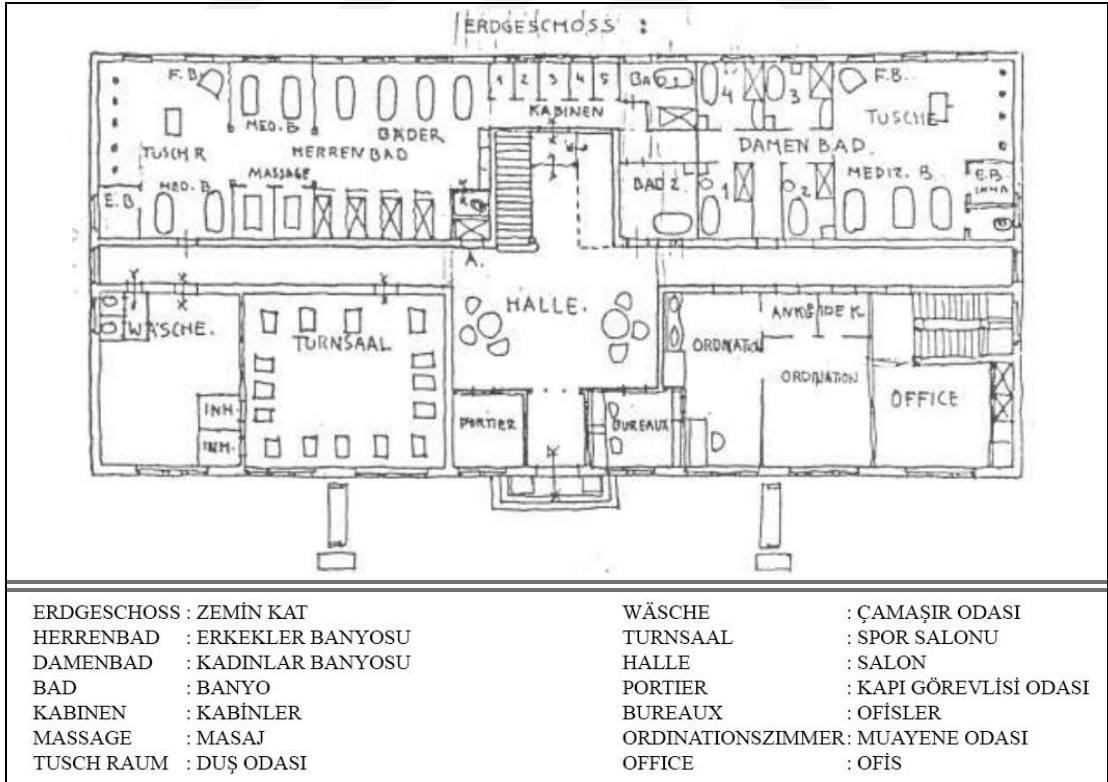 ERDGESCHOSS :
F.B.
MED. B
BÄDER
HERRENBAD
TUSCH R
MASSAGE
MED. B
E.B
1 2 3 4 5
KABINEN
BAD 1
4
3
F.B.
TUSCHE
DAMEN BAD.
BAD 2.
1
2
MEDIZ. B.
E.B
A.
WÄSCHE.
TURNSAAL
HALLE.
INH.
INH.
PORTIER
BUREAUX
ORDINATION
ORDINATION
OFFICE
ERDGESCHOSS : ZEMİN KAT
HERRENBAD : ERKEKLER BANYOSU
DAMENBAD : KADINLAR BANYOSU
BAD : BANYO
KABINEN : KABİNLER
MASSAGE : MASAJ
TUSCH RAUM : DUŞ ODASI
WÄSCHE : ÇAMAŞIR ODASI
TURNSAAL : SPOR SALONU
HALLE : SALON
PORTIER : KAPI GÖREVLİSİ ODASI
BUREAUX : OFİSLER
ORDINATIONSZIMMER: MUAYENE ODASI
OFFICE : OFİS